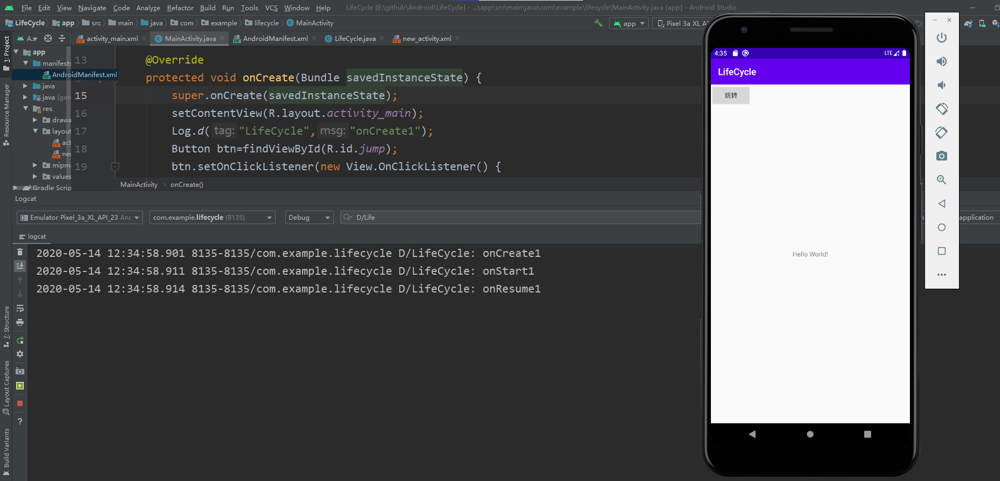 File Edit View Navigate Code Analyze Refactor Build Run Tools VCS Window Help LifeCycle [E:\github\Android\LifeCycle] - ...\app\src\main\java\com\example\lifecycle\MainActivity.java [app] - Android Studio
LifeCycle app src main java com example lifecycle MainActivity app Pixel 3a XL AP
1: Project
Resource Manager
7: Structure
Layout Captures
Build Variants
A..
activity_main.xml MainActivity.java AndroidManifest.xml LifeCycle.java new_activity.xml
app
manifests
AndroidManifest.xml
java
java (gen
res
drawa
layout
act
nev
mipma
values
Gradle Scrip
13 @Override
protected void onCreate(Bundle savedInstanceState) {
15 super.onCreate(savedInstanceState);
16 setContentView(R.layout.activity_main);
17 Log.d( tag: "LifeCycle", msg: "onCreate1");
18 Button btn=findViewById(R.id.jump);
19 btn.setOnClickListener(new View.OnClickListener() {
MainActivity onCreate()
Logcat
Emulator Pixel_3a_XL_API_23 Anc com.example.lifecycle (8135) Debug D/Life application
logcat
2020-05-14 12:34:58.901 8135-8135/com.example.lifecycle D/LifeCycle: onCreate1
2020-05-14 12:34:58.911 8135-8135/com.example.lifecycle D/LifeCycle: onStart1
2020-05-14 12:34:58.914 8135-8135/com.example.lifecycle D/LifeCycle: onResume1
4:35 LTE
LifeCycle
跳转
Hello World!